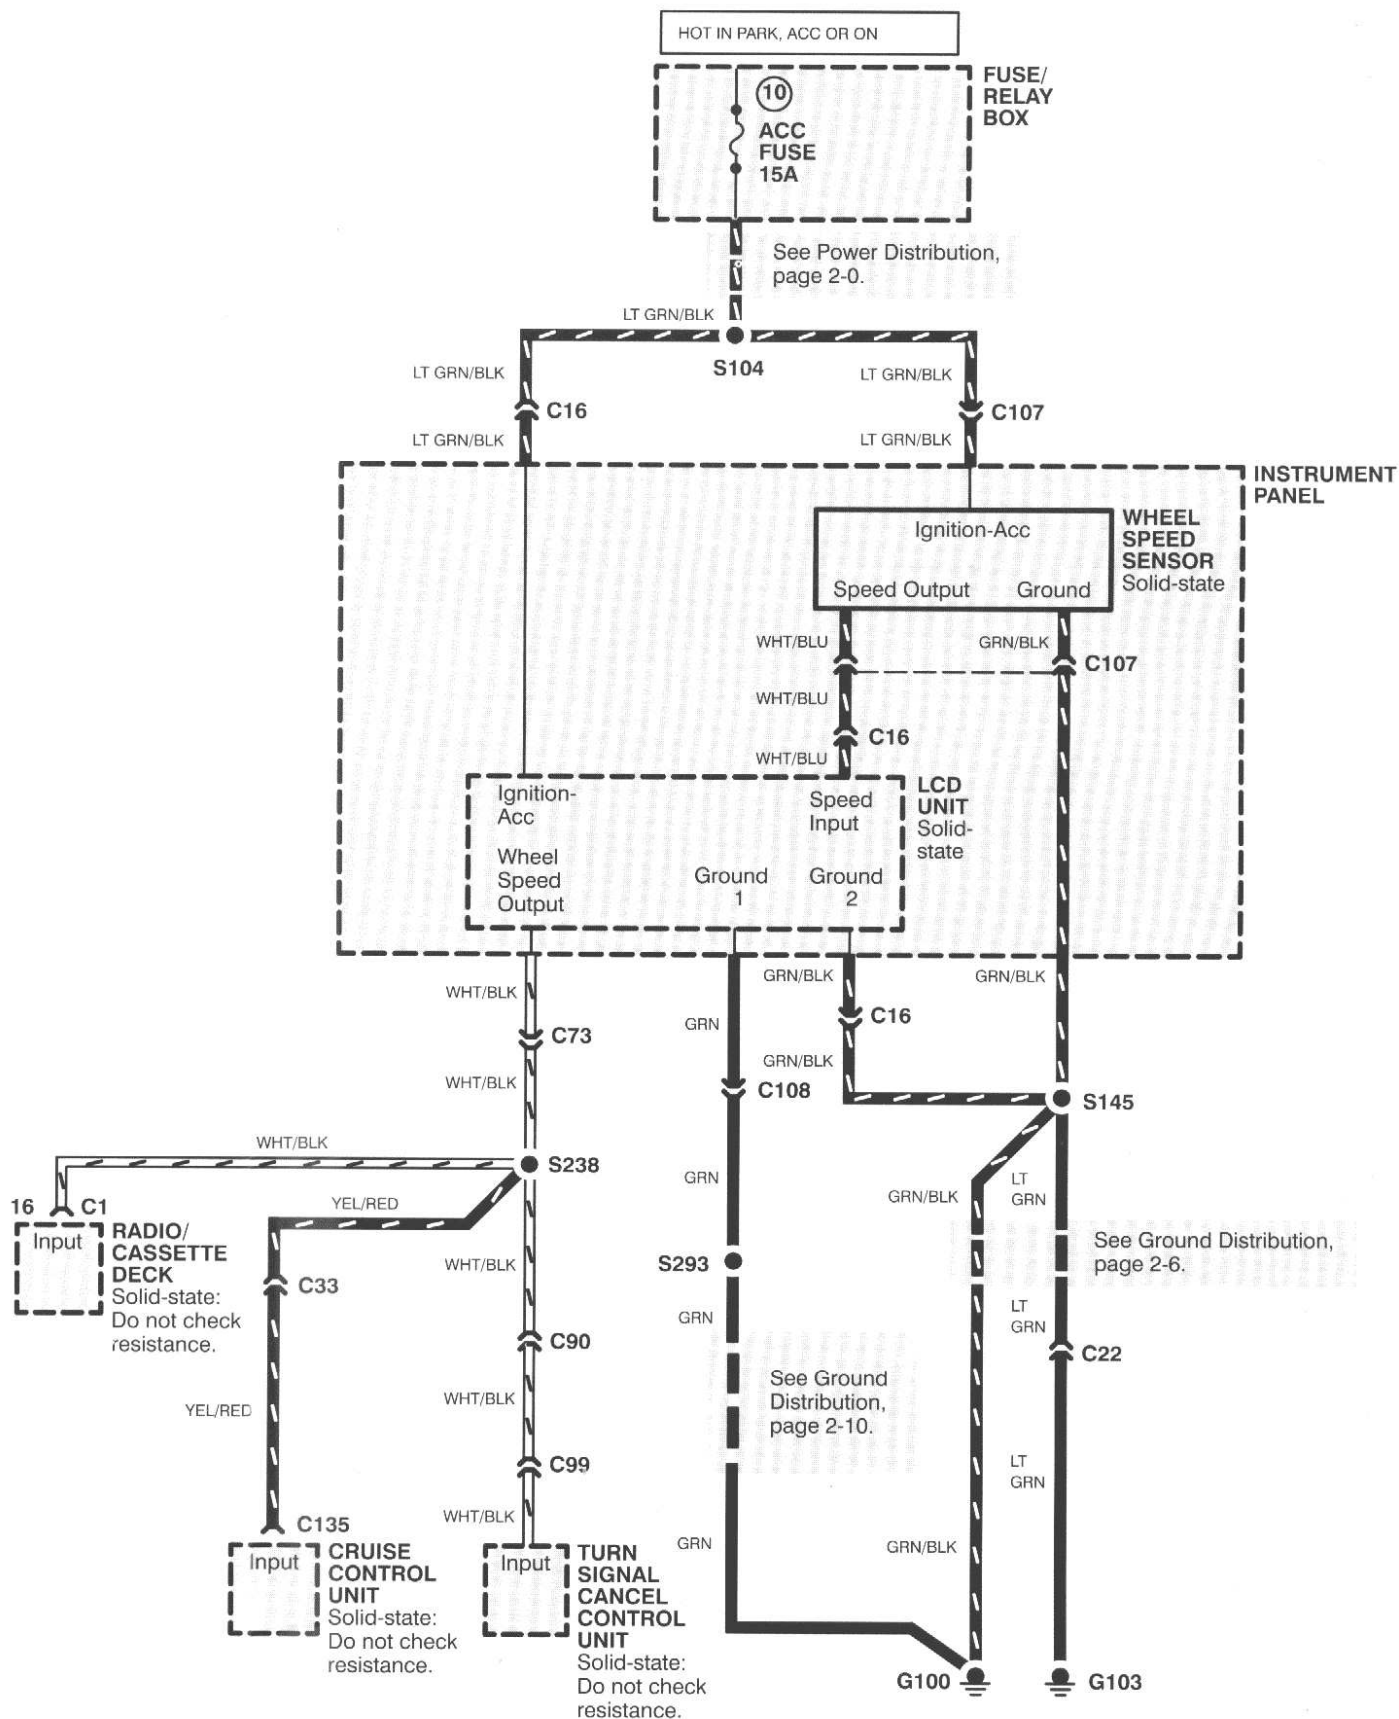 HOT IN PARK, ACC OR ON
FUSE/
RELAY
BOX
10
ACC
FUSE
15A
See Power Distribution,
page 2-0.
LT GRN/BLK
S104
LT GRN/BLK
LT GRN/BLK
C16
C107
LT GRN/BLK
LT GRN/BLK
INSTRUMENT
PANEL
WHEEL
SPEED
SENSOR
Solid-state
Ignition-Acc
Speed Output
Ground
WHT/BLU
GRN/BLK
C107
WHT/BLU
C16
WHT/BLU
LCD
UNIT
Solid-
state
Ignition-
Acc
Speed
Input
Wheel
Speed
Output
Ground
1
Ground
2
WHT/BLK
GRN/BLK
GRN/BLK
C73
GRN
C16
WHT/BLK
GRN/BLK
C108
S145
WHT/BLK
S238
GRN
LT
GRN
16
C1
YEL/RED
GRN/BLK
Input
RADIO/
CASSETTE
DECK
Solid-state:
Do not check
resistance.
WHT/BLK
S293
See Ground Distribution,
page 2-6.
C33
GRN
LT
GRN
C90
C22
See Ground
Distribution,
page 2-10.
YEL/RED
WHT/BLK
C99
LT
GRN
WHT/BLK
C135
GRN
GRN/BLK
Input
CRUISE
CONTROL
UNIT
Solid-state:
Do not check
resistance.
Input
TURN
SIGNAL
CANCEL
CONTROL
UNIT
Solid-state:
Do not check
resistance.
G100
G103